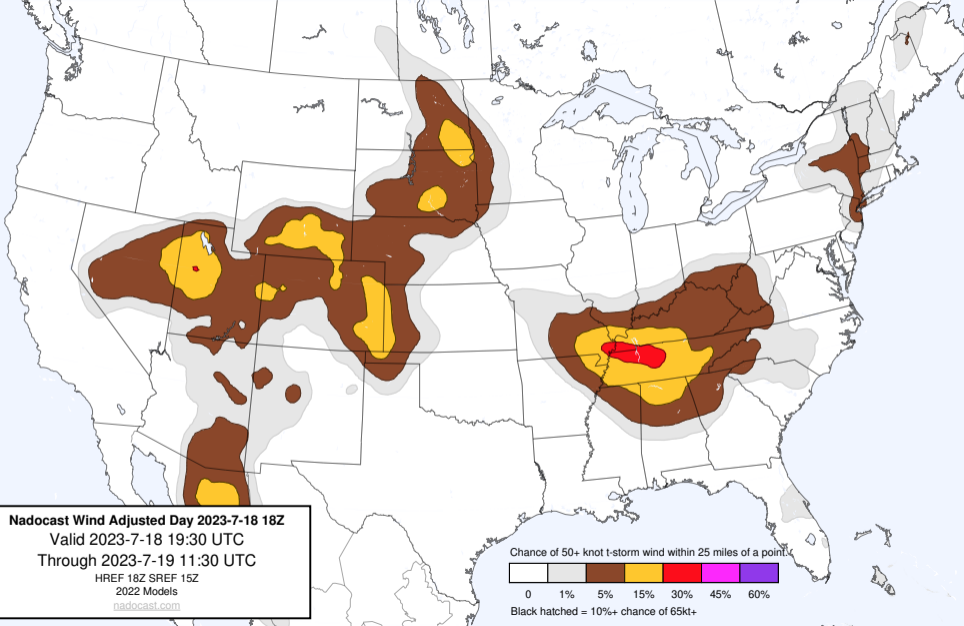 Nadocast Wind Adjusted Day 2023-7-18 18Z
Valid 2023-7-18 19:30 UTC
Through 2023-7-19 11:30 UTC
HREF 18Z SREF 15Z
2022 Models
nadocast.com
Chance of 50+ knot t-storm wind within 25 miles of a point.
0 1% 5% 15% 30% 45% 60%
Black hatched = 10%+ chance of 65kt+